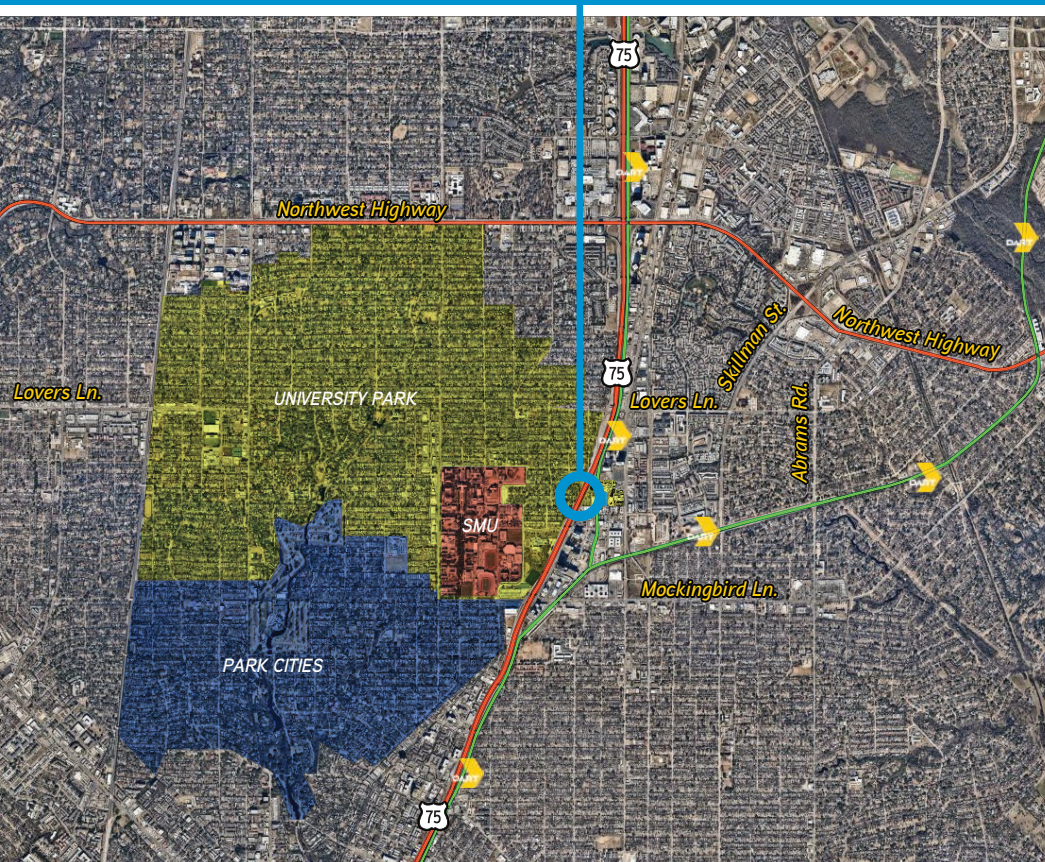 75
DART
Northwest Highway
DART
Skillman St.
Northwest Highway
75
Lovers Ln.
UNIVERSITY PARK
Lovers Ln.
Abrams Rd.
DART
DART
SMU
DART
Mockingbird Ln.
PARK CITIES
DART
75